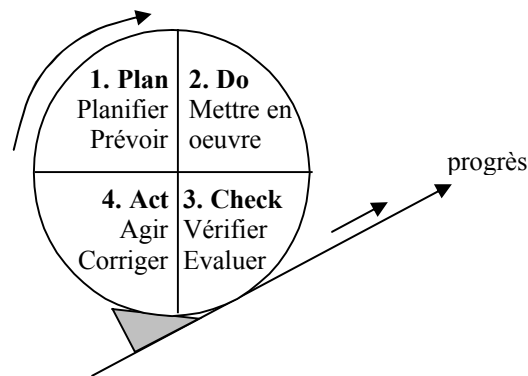 1. Plan
Planifier
Prévoir
2. Do
Mettre en
oeuvre
3. Check
Vérifier
Evaluer
4. Act
Agir
Corriger
progrès